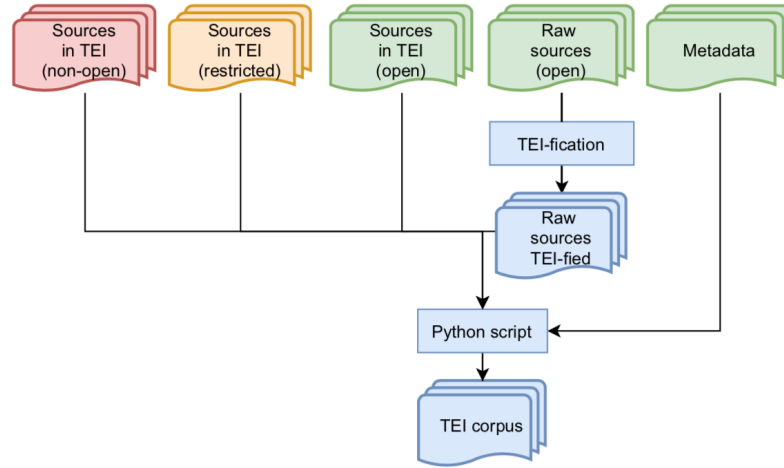 Sources
in TEI
(non-open)
Sources
in TEI
(restricted)
Sources
in TEI
(open)
Raw
sources
(open)
Metadata
TEI-fication
Raw
sources
TEI-fied
Python script
TEI corpus